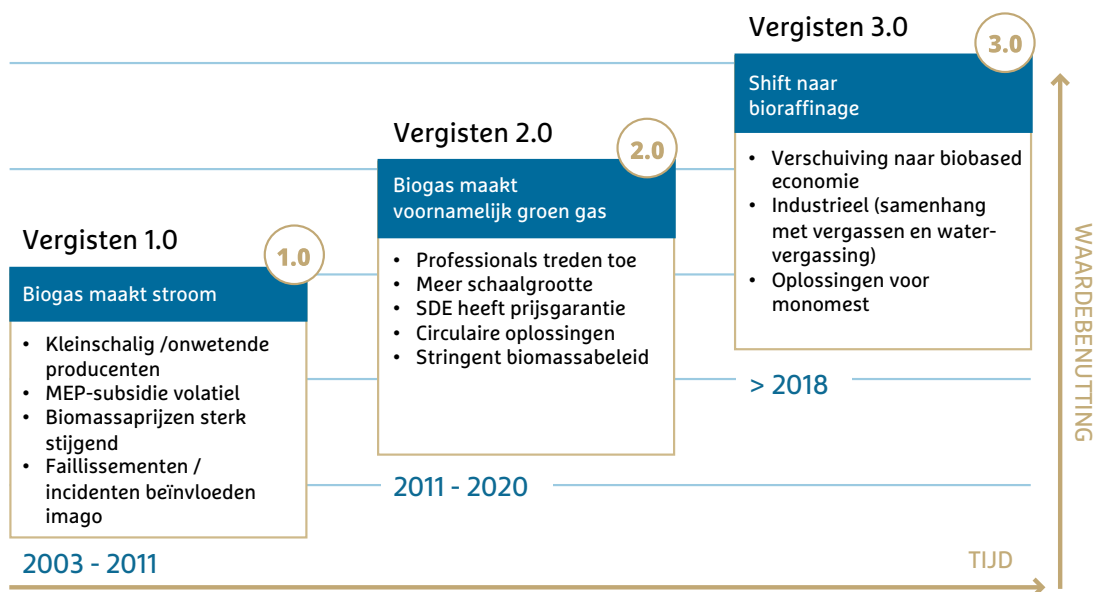 Vergisten 1.0
1.0
Biogas maakt stroom
• Kleinschalig /onwetende
producenten
• MEP-subsidie volatiel
• Biomassaprijzen sterk
stijgend
• Faillissementen /
incidenten beïnvloeden
imago
2003 - 2011
Vergisten 2.0
2.0
Biogas maakt
voornamelijk groen gas
• Professionals treden toe
• Meer schaalgrootte
• SDE heeft prijsgarantie
• Circulaire oplossingen
• Stringent biomassabeleid
2011 - 2020
Vergisten 3.0
3.0
Shift naar
bioraffinage
• Verschuiving naar biobased
economie
• Industrieel (samenhang
met vergassen en water-
vergassing)
• Oplossingen voor
monomest
> 2018
WAARDEBENUTTING
TIJD